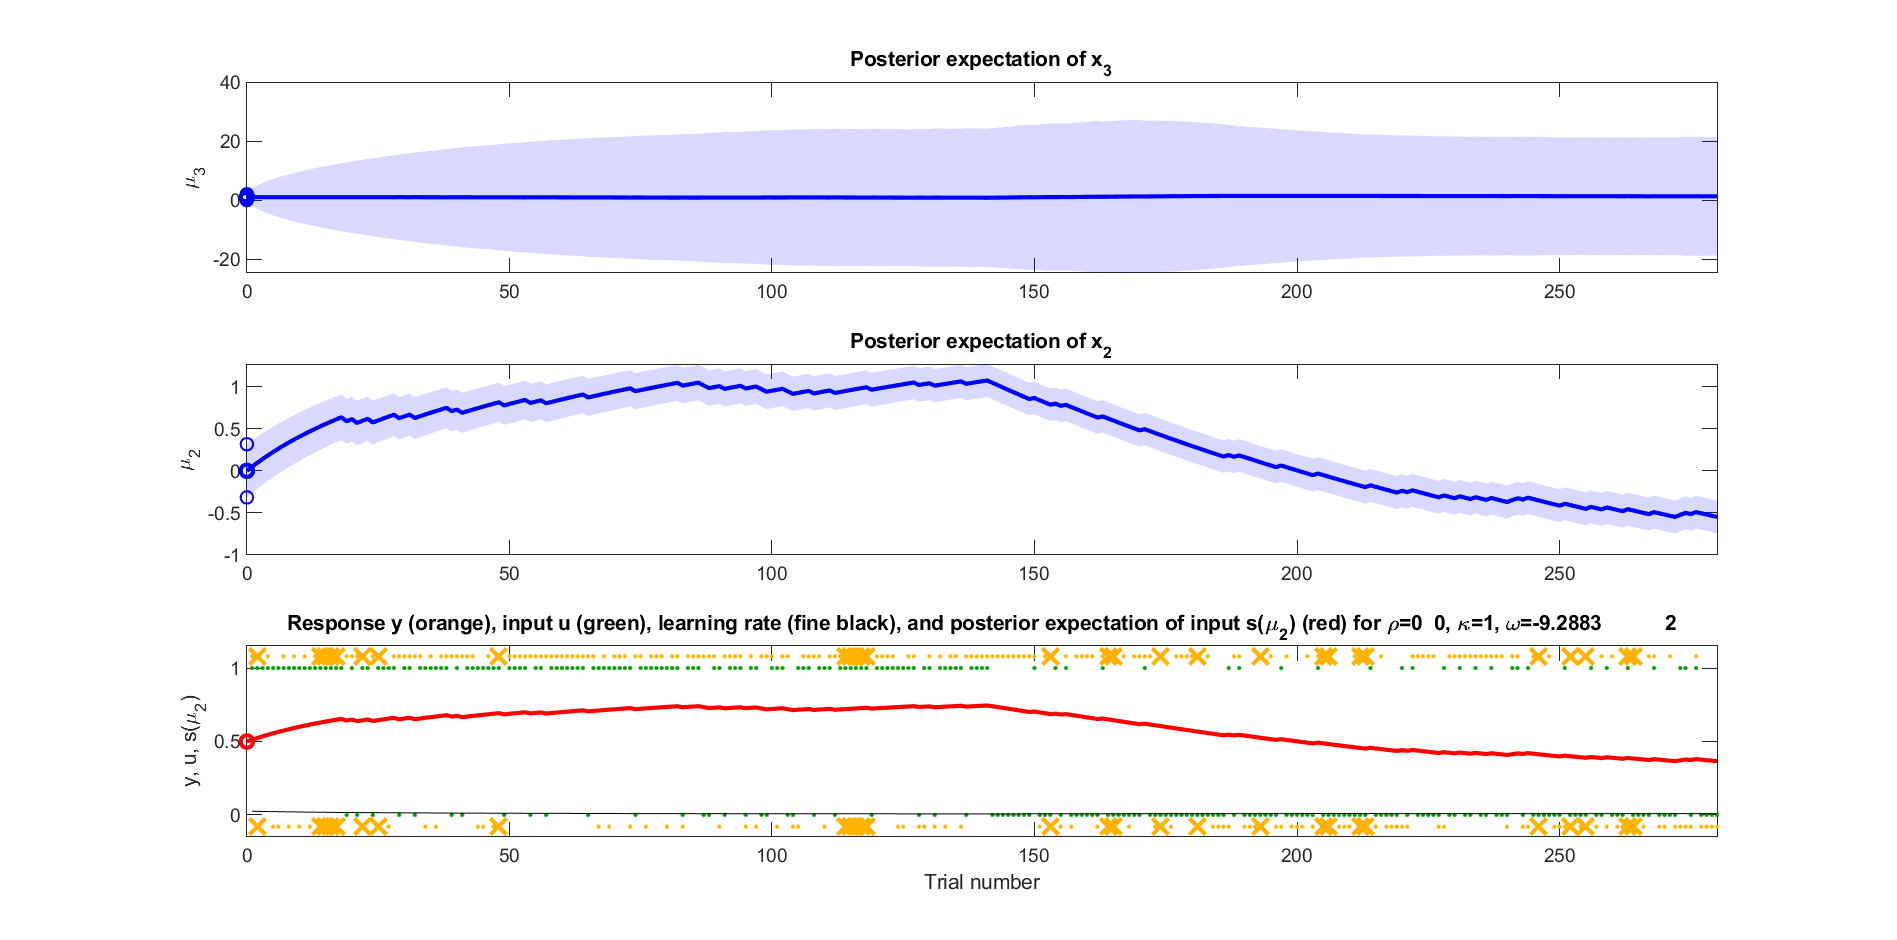 Posterior expectation of x3
40
20
0
-20
μ3
0 50 100 150 200 250
Posterior expectation of x2
1
0.5
0
-0.5
-1
μ2
0 50 100 150 200 250
Response y (orange), input u (green), learning rate (fine black), and posterior expectation of input s(μ2) (red) for ρ=0 0, κ=1, ω=-9.2883 2
1
0.5
0
y, u, s(μ2)
0 50 100 150 200 250
Trial number